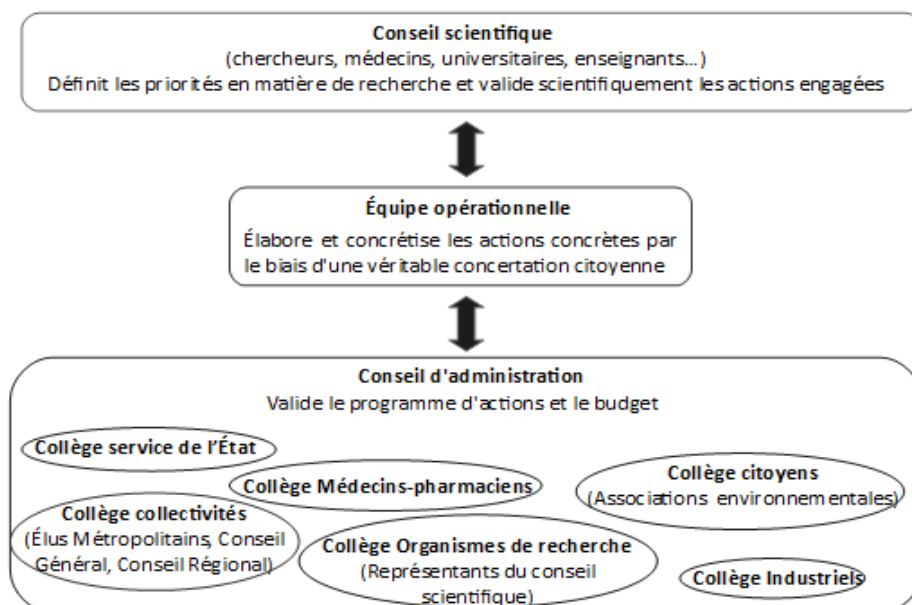 Conseil scientifique
(chercheurs, médecins, universitaires, enseignants...)
Définit les priorités en matière de recherche et valide scientifiquement les actions engagées
Équipe opérationnelle
Élabore et concrétise les actions concrètes par
le biais d'une véritable concertation citoyenne
Conseil d'administration
Valide le programme d'actions et le budget
Collège service de l'État
Collège Médecins-pharmaciens
Collège citoyens
(Associations environnementales)
Collège collectivités
(Élus Métropolitains, Conseil
Général, Conseil Régional)
Collège Organismes de recherche
(Représentants du conseil
scientifique)
Collège Industriels